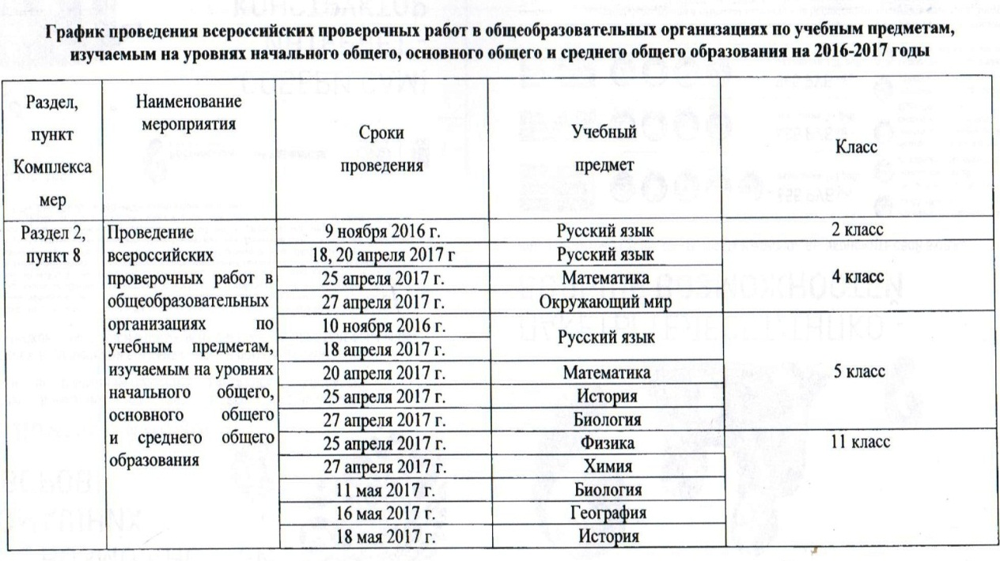 График проведения всероссийских проверочных работ в общеобразовательных организациях по учебным предметам,
изучаемым на уровнях начального общего, основного общего и среднего общего образования на 2016-2017 годы
Раздел,
пункт
Комплекса
мер
Наименование
мероприятия
Сроки
проведения
Учебный
предмет
Класс
Раздел 2,
пункт 8
Проведение
всероссийских
проверочных работ в
общеобразовательных
организациях по
учебным предметам,
изучаемым на уровнях
начального общего,
основного общего
и среднего общего
образования
9 ноября 2016 г.
Русский язык
2 класс
18, 20 апреля 2017 г
Русский язык
25 апреля 2017 г.
Математика
4 класс
27 апреля 2017 г.
Окружающий мир
10 ноября 2016 г.
Русский язык
18 апреля 2017 г.
20 апреля 2017 г.
Математика
5 класс
25 апреля 2017 г.
История
27 апреля 2017 г.
Биология
25 апреля 2017 г.
Физика
11 класс
27 апреля 2017 г.
Химия
11 мая 2017 г.
Биология
16 мая 2017 г.
География
18 мая 2017 г.
История